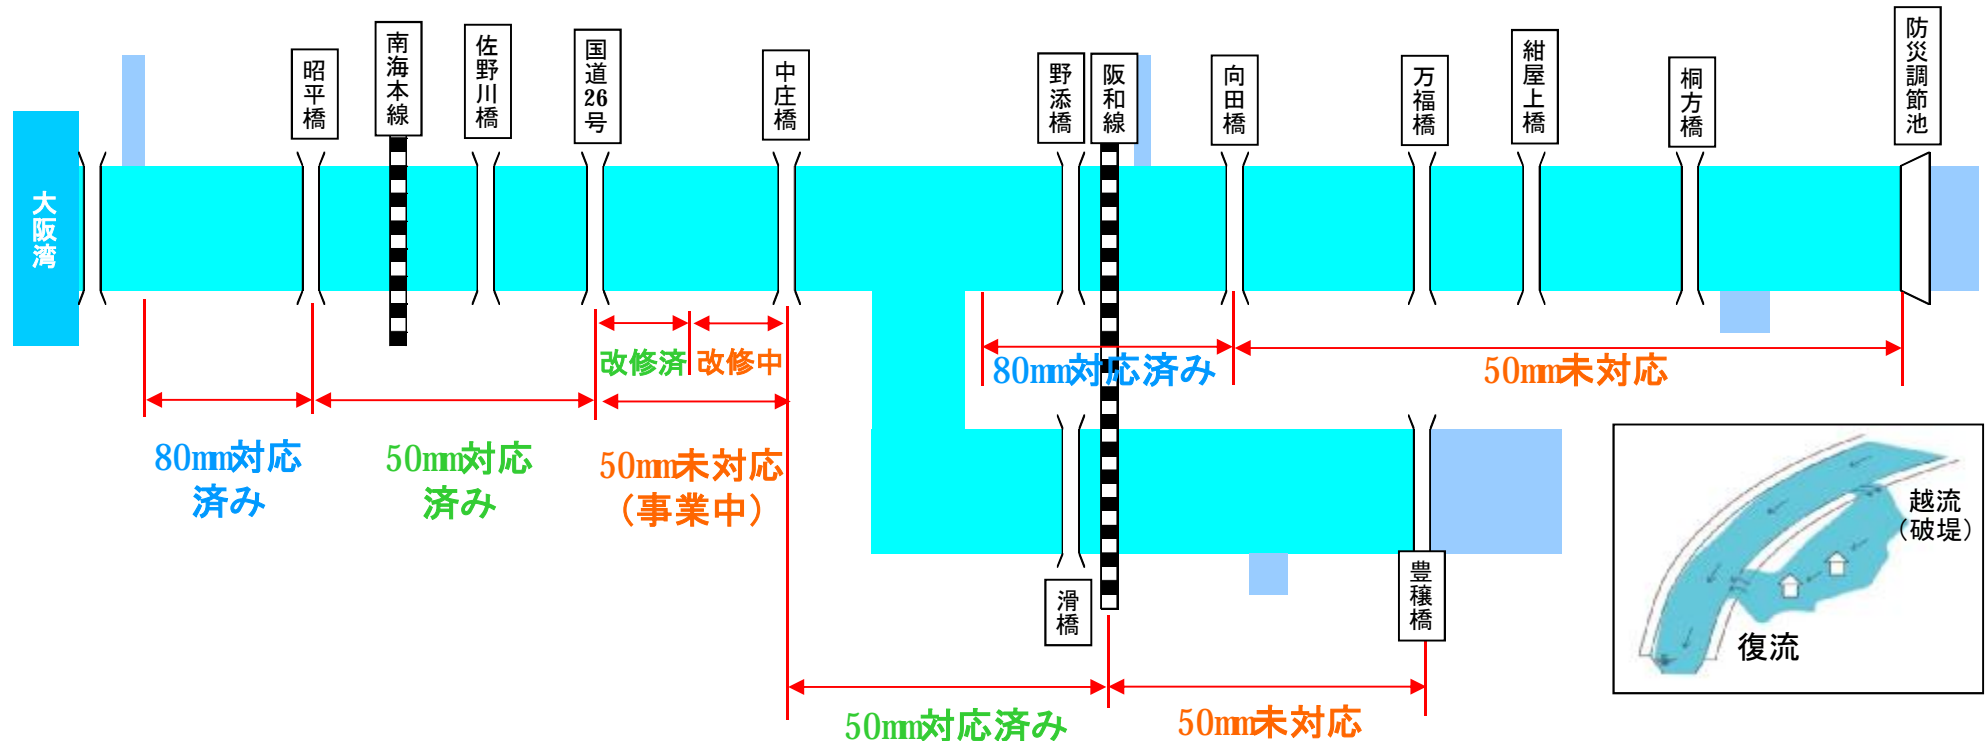 昭平橋
南海本線
佐野川橋
国道26号
中庄橋
野添橋
阪和線
向田橋
万福橋
紺屋上橋
桐方橋
防災調節池
大阪湾
改修済
改修中
80mm対応済み
50mm未対応
80mm対応
済み
50mm対応
済み
50mm未対応
（事業中）
越流
（破堤）
復流
滑橋
豊穣橋
50mm対応済み
50mm未対応